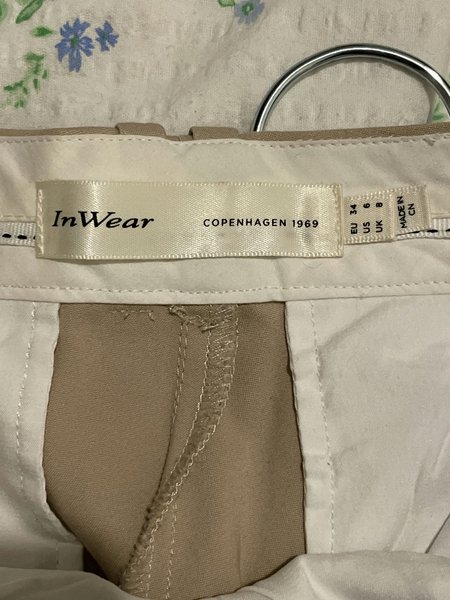 InWear COPENHAGEN 1969
EU 34
US 6
UK 8
MADE IN
CN